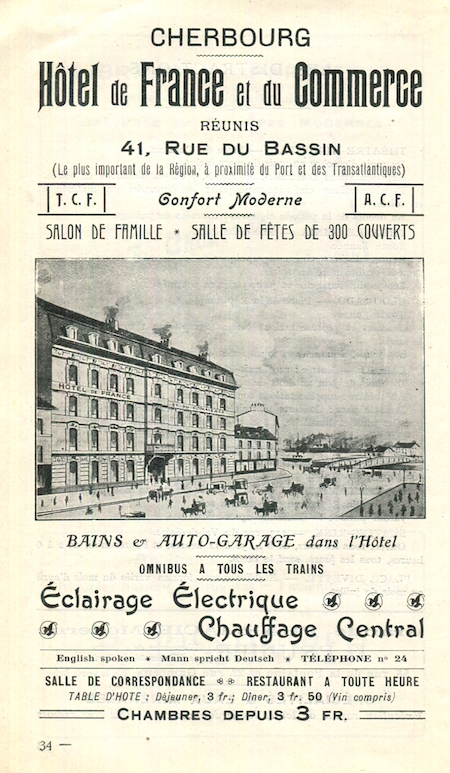 CHERBOURG
Hôtel de France et du Commerce
RÉUNIS
41, RUE DU BASSIN
(Le plus important de la Région, à proximité du Port et des Transatlantiques)
T. C. F. Confort Moderne A. C. F.
SALON DE FAMILLE * SALLE DE FÊTES DE 300 COUVERTS
HÔTEL DE FRANCE
BAINS & AUTO-GARAGE dans l'Hôtel
OMNIBUS A TOUS LES TRAINS
Éclairage Électrique
Chauffage Central
English spoken * Mann spricht Deutsch * TÉLÉPHONE nº 24
SALLE DE CORRESPONDANCE RESTAURANT A TOUTE HEURE
TABLE D'HOTE : Déjeuner, 3 fr.; Dîner, 3 fr. 50 (Vin compris)
CHAMBRES DEPUIS 3 FR.
34 —